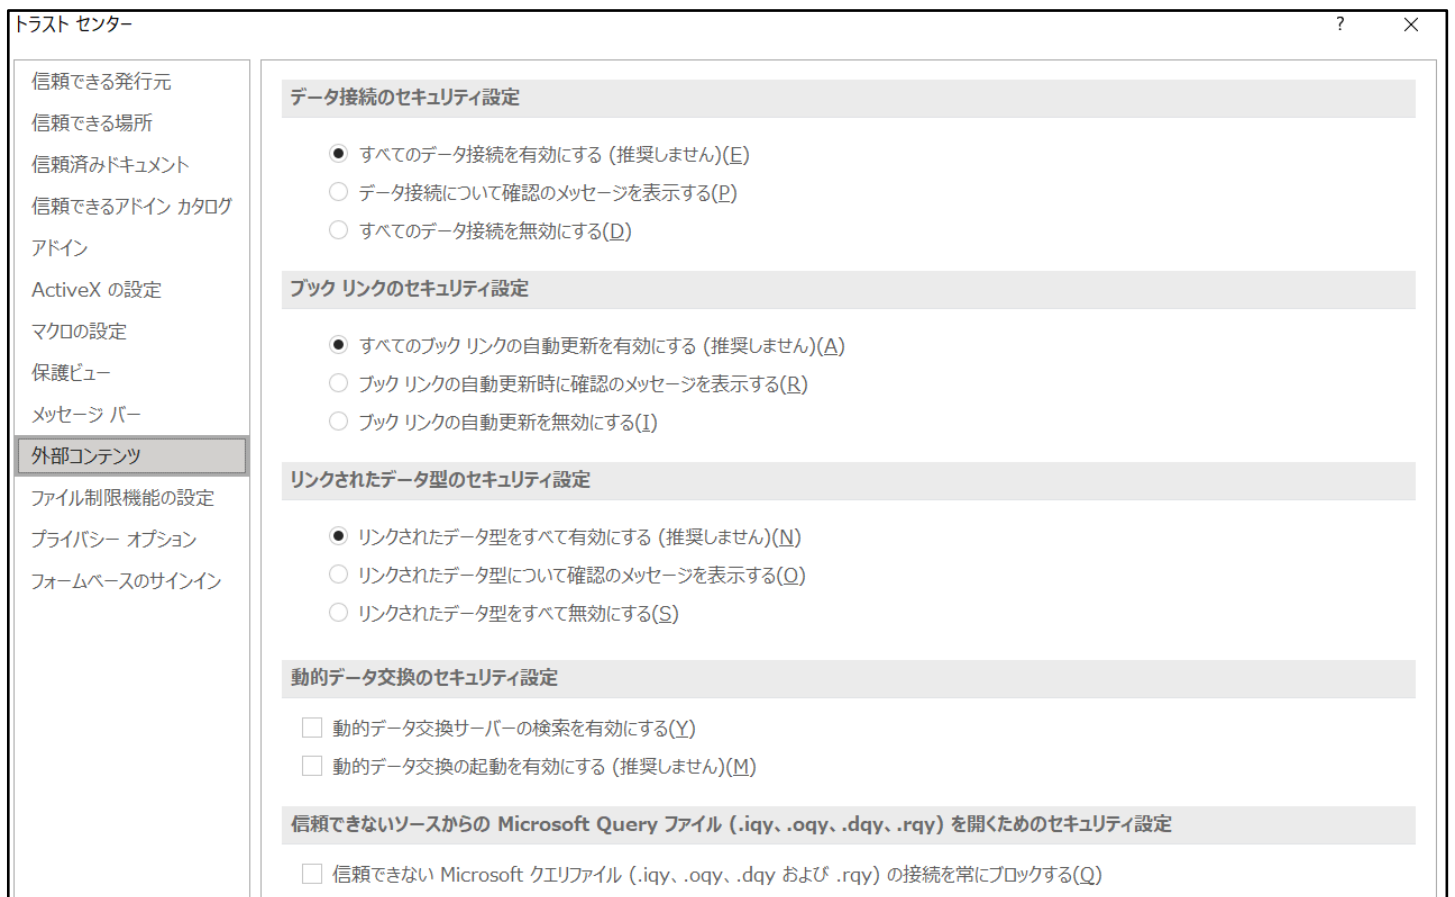 トラスト センター
? ×
信頼できる発行元
信頼できる場所
信頼済みドキュメント
信頼できるアドイン カタログ
アドイン
ActiveX の設定
マクロの設定
保護ビュー
メッセージ バー
外部コンテンツ
ファイル制限機能の設定
プライバシー オプション
フォームベースのサインイン
データ接続のセキュリティ設定
すべてのデータ接続を有効にする (推奨しません)(E)
データ接続について確認のメッセージを表示する(P)
すべてのデータ接続を無効にする(D)
ブック リンクのセキュリティ設定
すべてのブック リンクの自動更新を有効にする (推奨しません)(A)
ブック リンクの自動更新時に確認のメッセージを表示する(R)
ブック リンクの自動更新を無効にする(I)
リンクされたデータ型のセキュリティ設定
リンクされたデータ型をすべて有効にする (推奨しません)(N)
リンクされたデータ型について確認のメッセージを表示する(O)
リンクされたデータ型をすべて無効にする(S)
動的データ交換のセキュリティ設定
動的データ交換サーバーの検索を有効にする(Y)
動的データ交換の起動を有効にする (推奨しません)(M)
信頼できないソースからの Microsoft Query ファイル (.iqy、.oqy、.dqy、.rqy) を開くためのセキュリティ設定
信頼できない Microsoft クエリファイル (.iqy、.oqy、.dqy および .rqy) の接続を常にブロックする(Q)